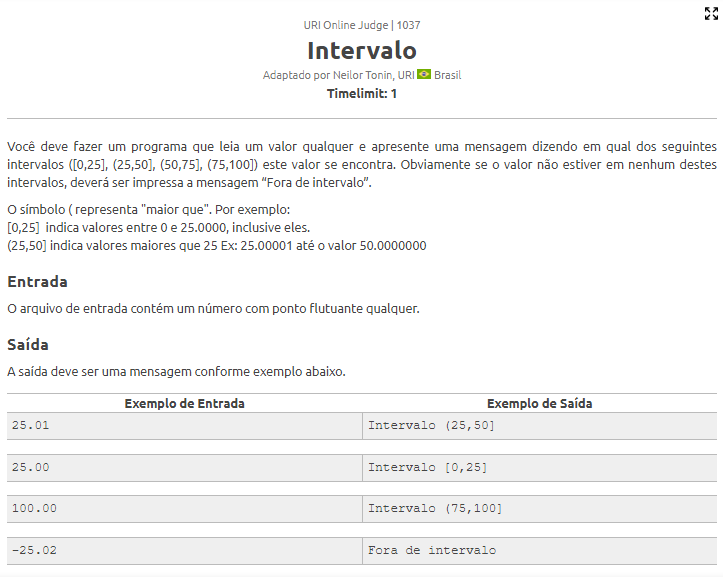 URI Online Judge | 1037
Intervalo
Adaptado por Neilor Tonin, URI Brasil
Timelimit: 1
Você deve fazer um programa que leia um valor qualquer e apresente uma mensagem dizendo em qual dos seguintes
intervalos ([0,25], (25,50], (50,75], (75,100]) este valor se encontra. Obviamente se o valor não estiver em nenhum destes
intervalos, deverá ser impressa a mensagem “Fora de intervalo”.
O símbolo ( representa "maior que". Por exemplo:
[0,25]  indica valores entre 0 e 25.0000, inclusive eles.
(25,50] indica valores maiores que 25 Ex: 25.00001 até o valor 50.0000000
Entrada
O arquivo de entrada contém um número com ponto flutuante qualquer.
Saída
A saída deve ser uma mensagem conforme exemplo abaixo.
Exemplo de Entrada Exemplo de Saída
25.01 Intervalo (25,50]
25.00 Intervalo [0,25]
100.00 Intervalo (75,100]
-25.02 Fora de intervalo